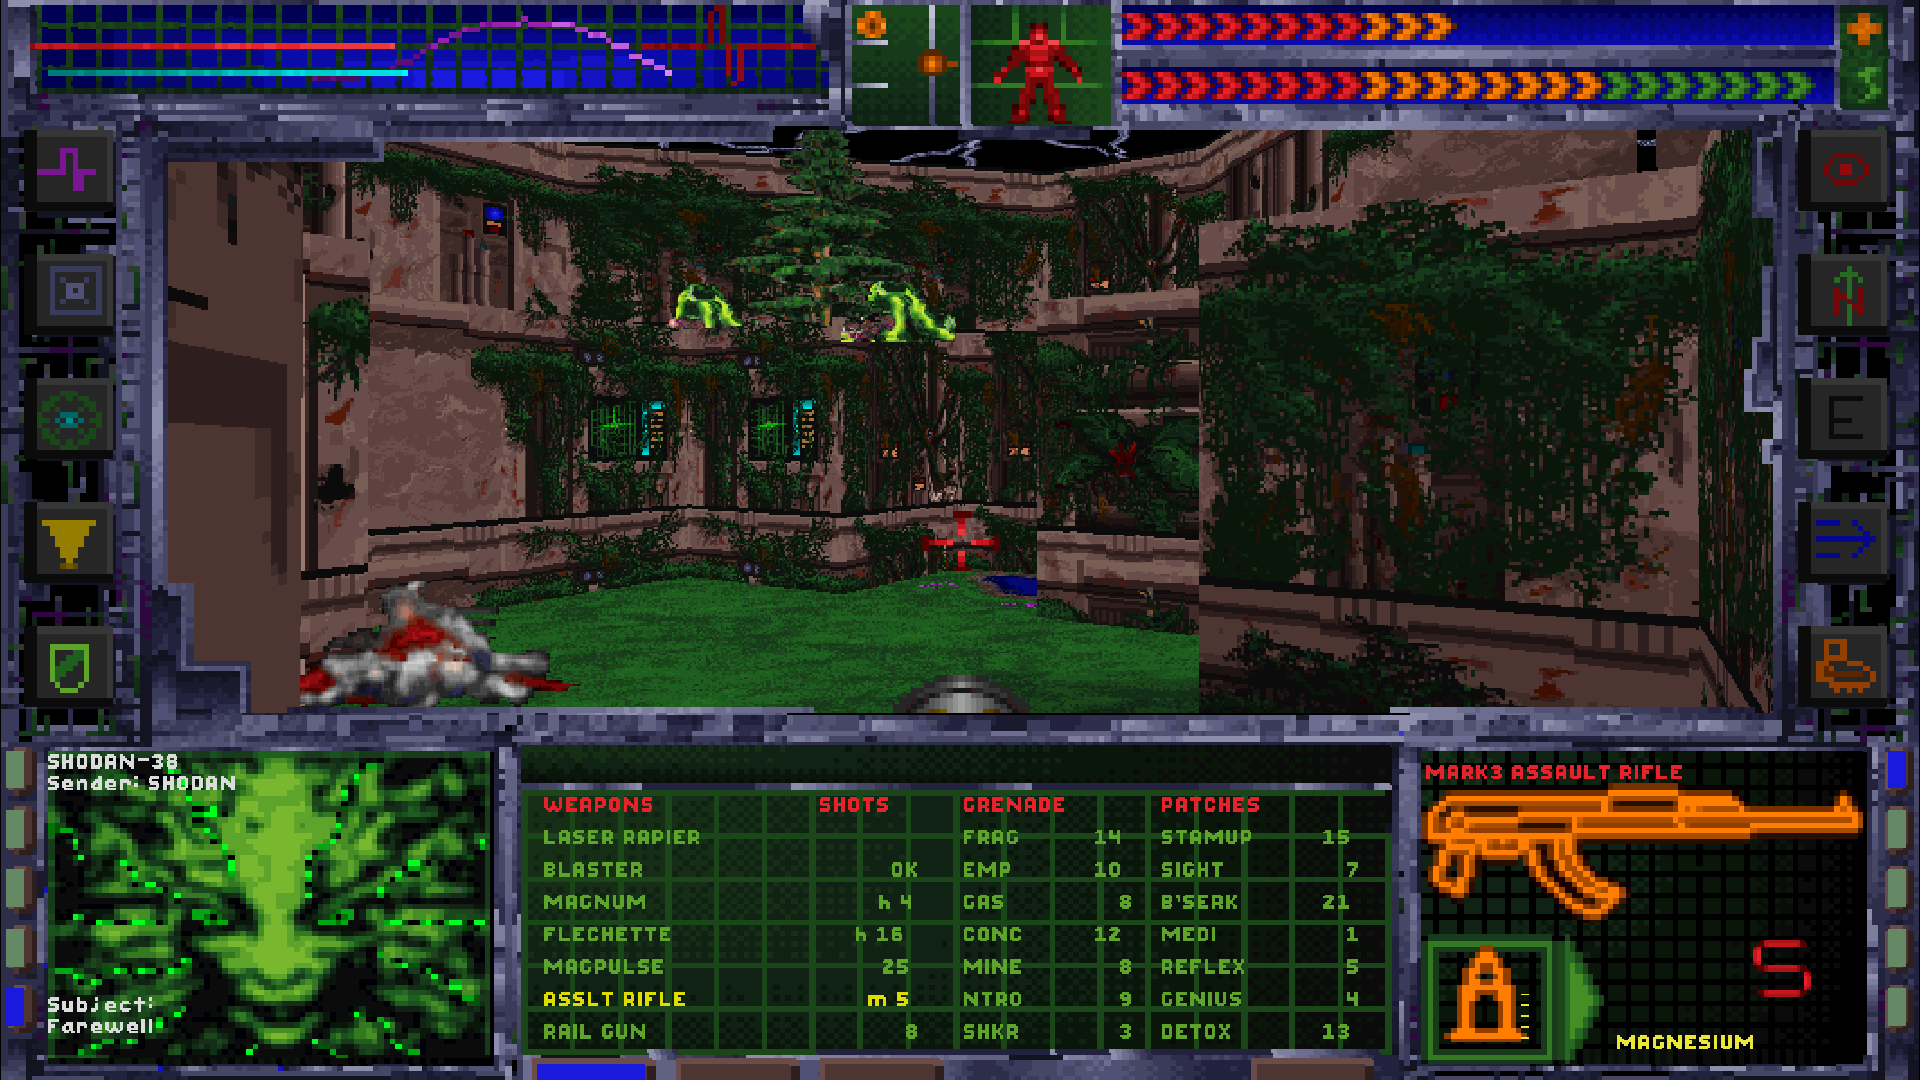 N
E
SHODAN-38
Sender: SHODAN
Subject:
Farewell
WEAPONS SHOTS GRENADE PATCHES
LASER RAPIER FRAG 14 STAMUP 15
BLASTER OK EMP 10 SIGHT 7
MAGNUM h 4 GAS 8 B'SERK 21
FLECHETTE h 16 CONC 12 MEDI 1
MAGPULSE 25 MINE 8 REFLEX 5
ASSLT RIFLE m 5 NTRO 9 GENIUS 4
RAIL GUN 8 SHKR 3 DETOX 13
MARK3 ASSAULT RIFLE
5
MAGNESIUM